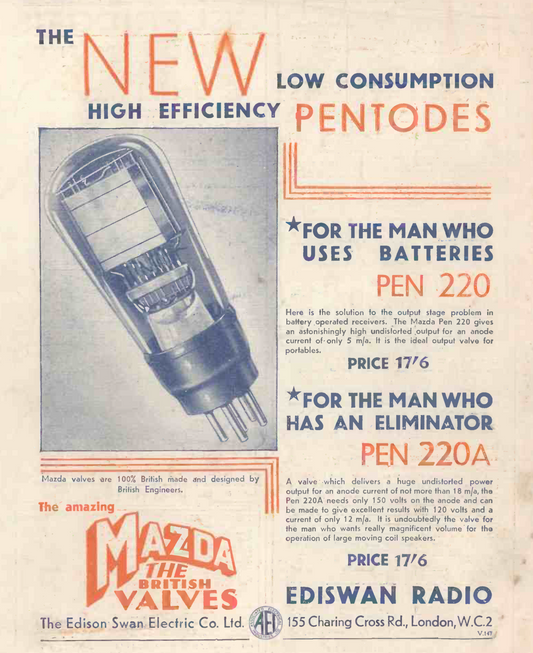 THE NEW LOW CONSUMPTION
HIGH EFFICIENCY PENTODES
★FOR THE MAN WHO
USES BATTERIES
PEN 220
Here is the solution to the output stage problem in
battery operated receivers. The Mazda Pen 220 gives
an astonishingly high undistorted output for an anode
current of only 5 m/a. It is the ideal output valve for
portables.
PRICE 17/6
★FOR THE MAN WHO
HAS AN ELIMINATOR
PEN 220A
A valve which delivers a huge undistorted power
output for an anode current of not more than 18 m/a, the
Pen 220A needs only 150 volts on the anode and can
be made to give excellent results with 120 volts and a
current of only 12 m/a. It is undoubtedly the valve for
the man who wants really magnificent volume for the
operation of large moving coil speakers.
PRICE 17/6
Mazda valves are 100% British made and designed by
British Engineers.
The amazing
MAZDA
THE
BRITISH
VALVES
EDISWAN RADIO
The Edison Swan Electric Co. Ltd. AEI 155 Charing Cross Rd., London, W.C.2